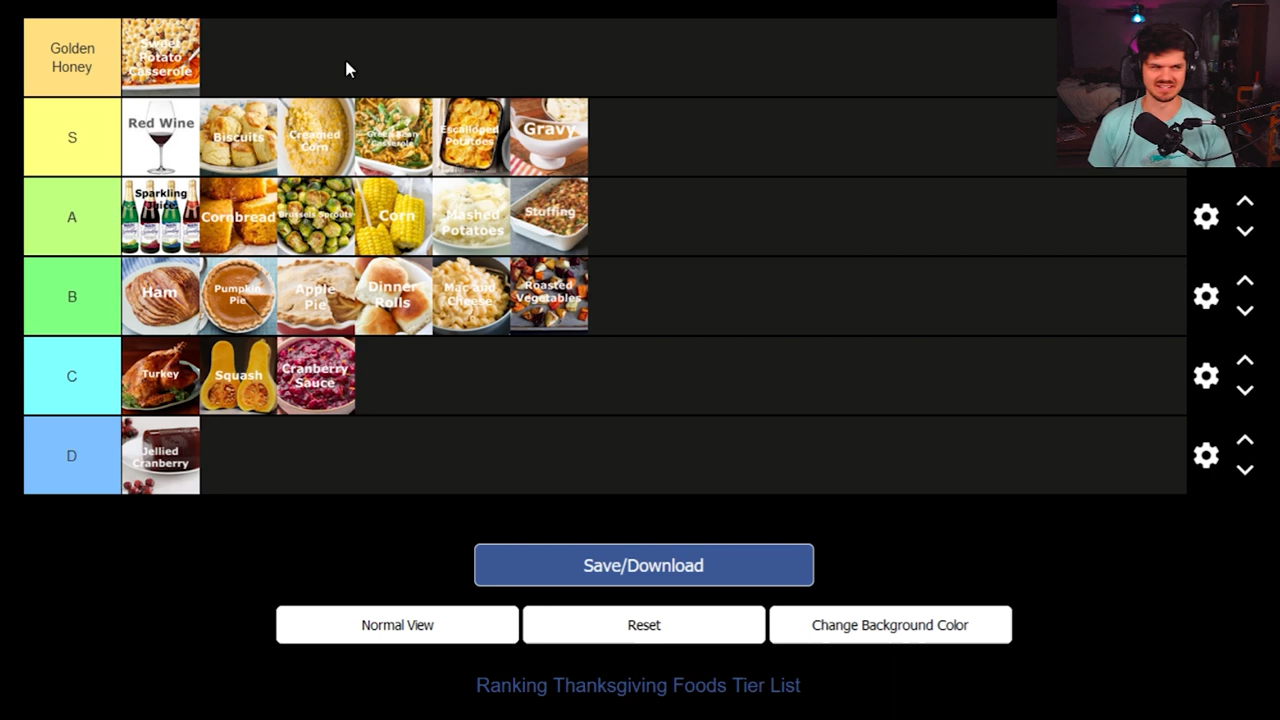 Golden
Honey
Sweet
Potato
Casserole
S
Red Wine
Biscuits
Creamed
Corn
Green Bean
Casserole
Escalloped
Potatoes
Gravy
A
Sparkling
Juice
Cornbread
Brussels Sprouts
Corn
Mashed
Potatoes
Stuffing
B
Ham
Pumpkin
Pie
Apple
Pie
Dinner
Rolls
Mac and
Cheese
Roasted
Vegetables
C
Turkey
Squash
Cranberry
Sauce
D
Jellied
Cranberry
Save/Download
Normal View
Reset
Change Background Color
Ranking Thanksgiving Foods Tier List